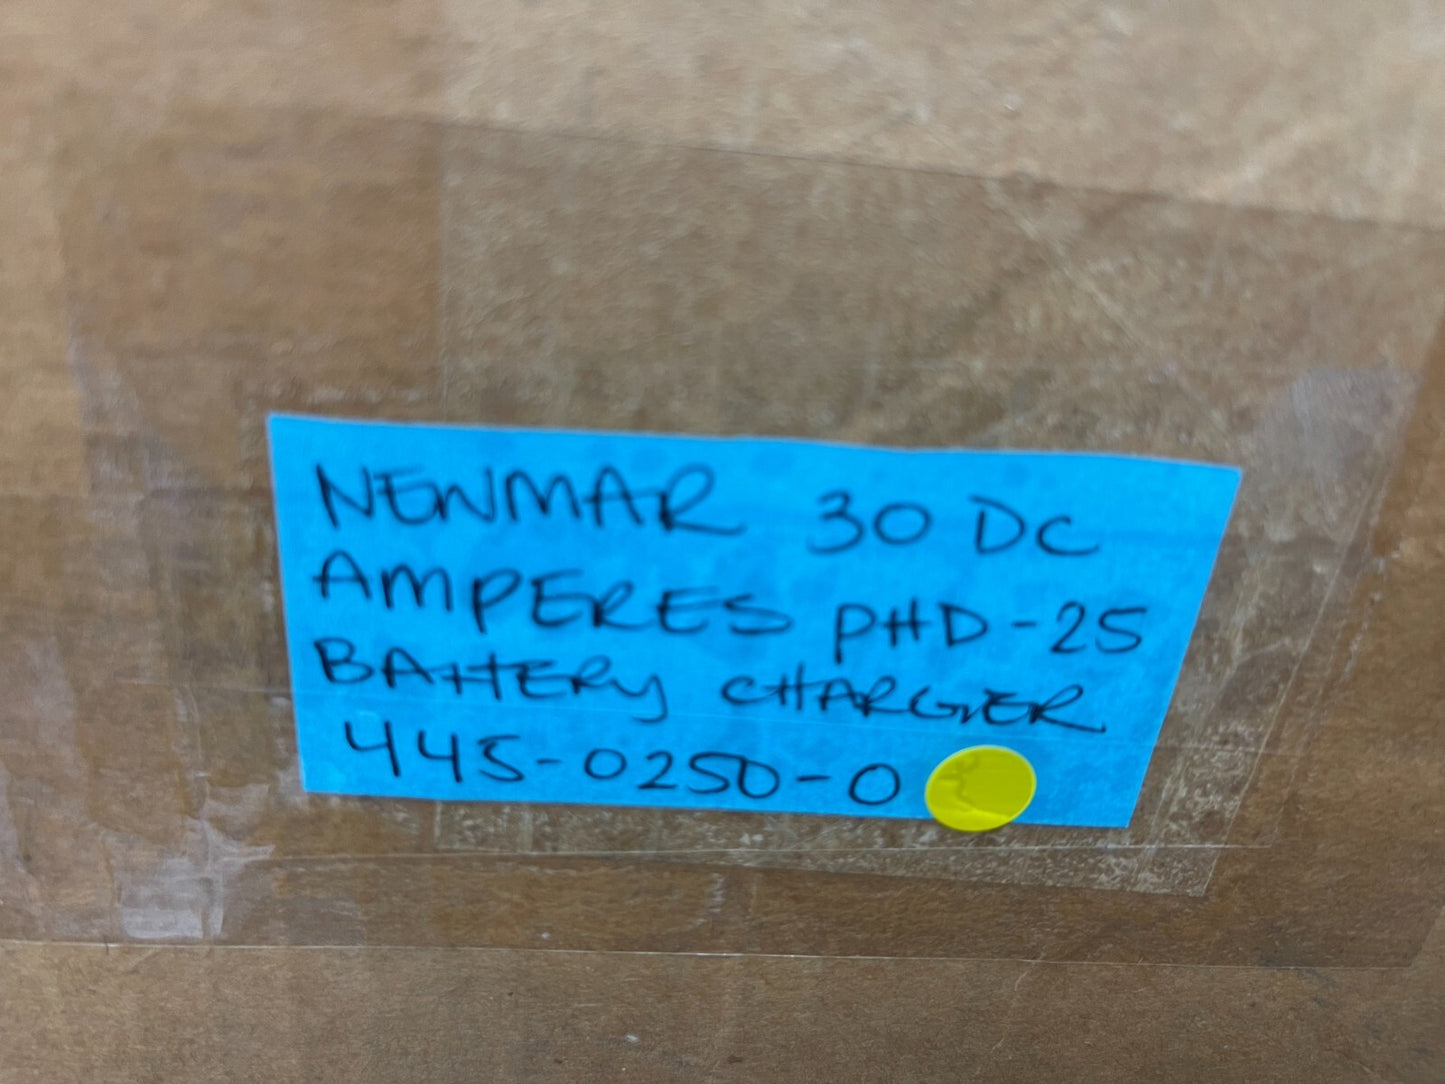 NEWMAR 30 DC
AMPERES PHD-25
BATTERY CHARGER
445-0250-0